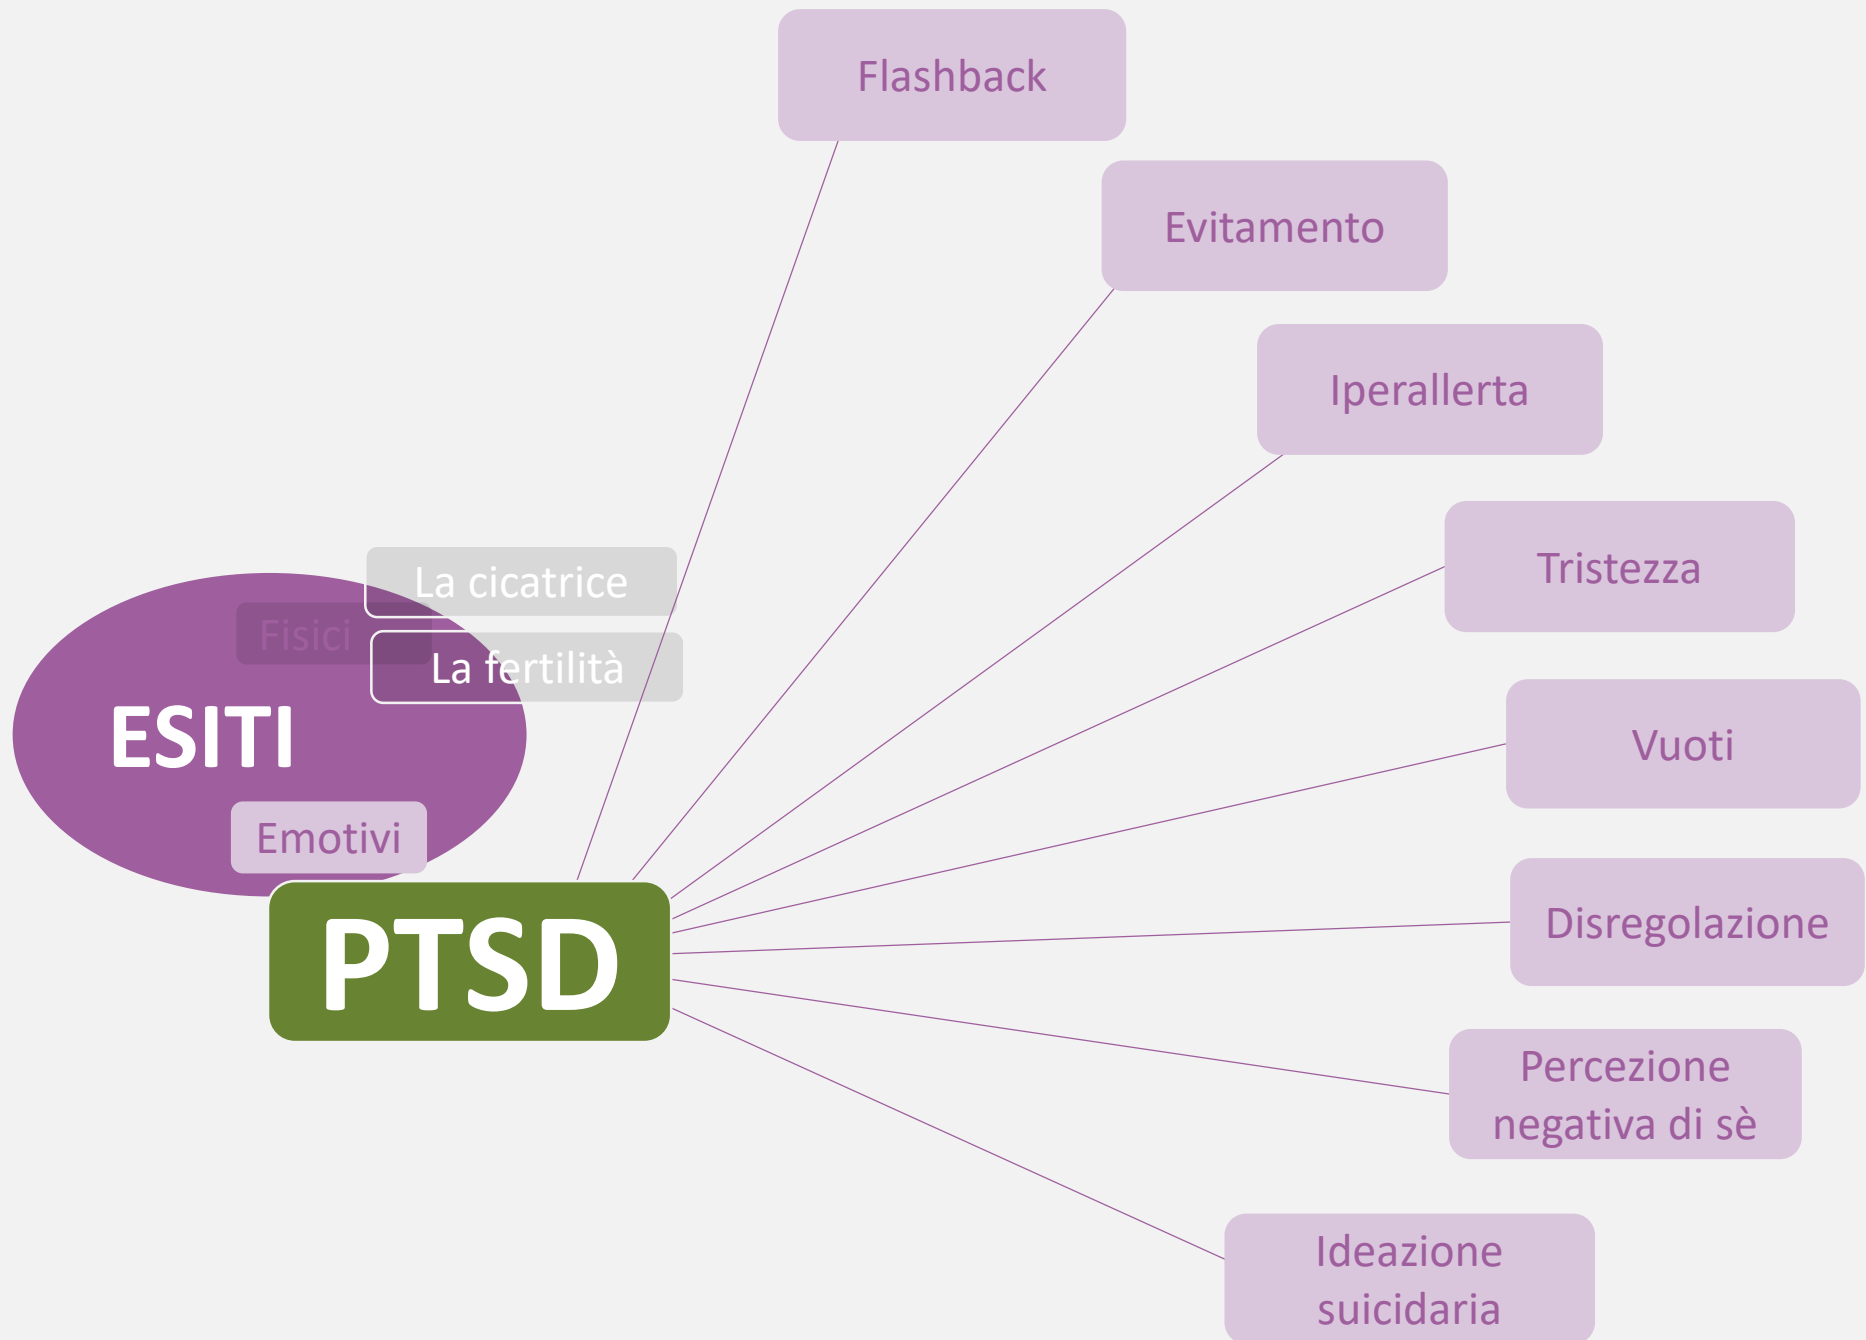 Flashback
Evitamento
Iperallerta
Tristezza
La cicatrice
Fisici
La fertilità
ESITI
Vuoti
Emotivi
Disregolazione
PTSD
Percezione
negativa di sè
Ideazione
suicidaria